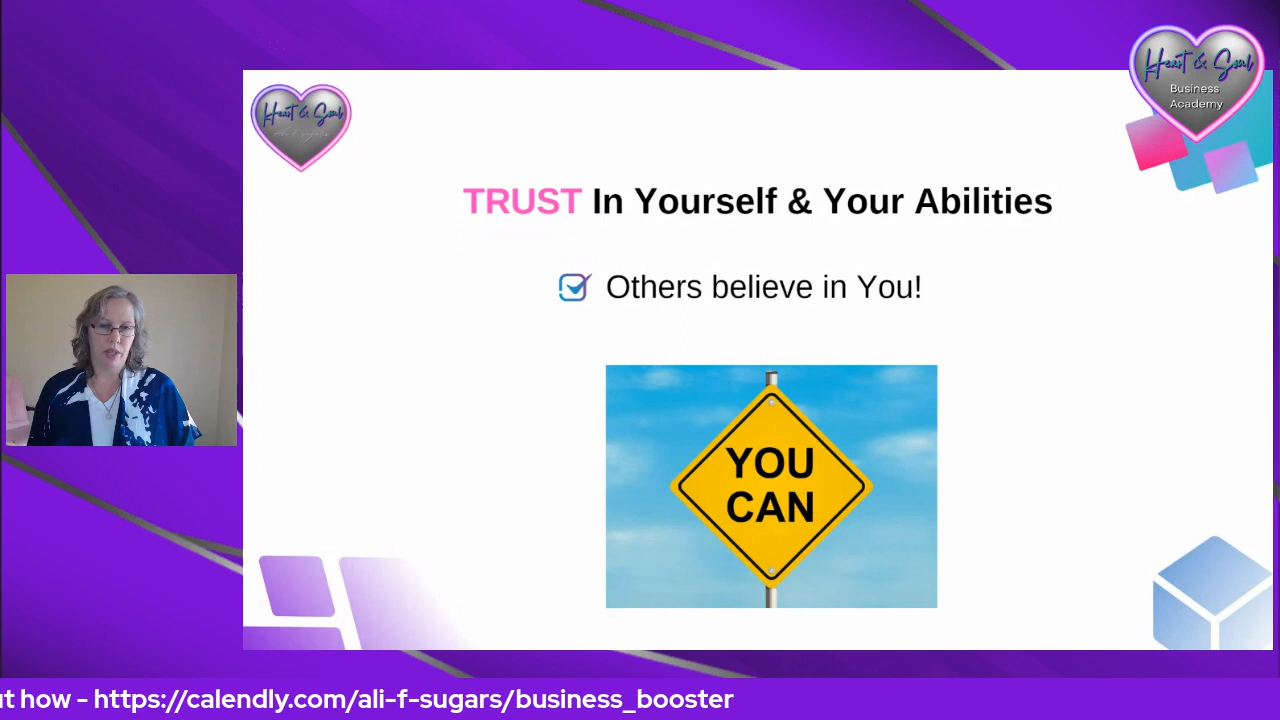 Heart & Soul
Business
Academy
Heart & Soul
TRUST In Yourself & Your Abilities
Others believe in You!
YOU
CAN
how - https://calendly.com/ali-f-sugars/business_booster